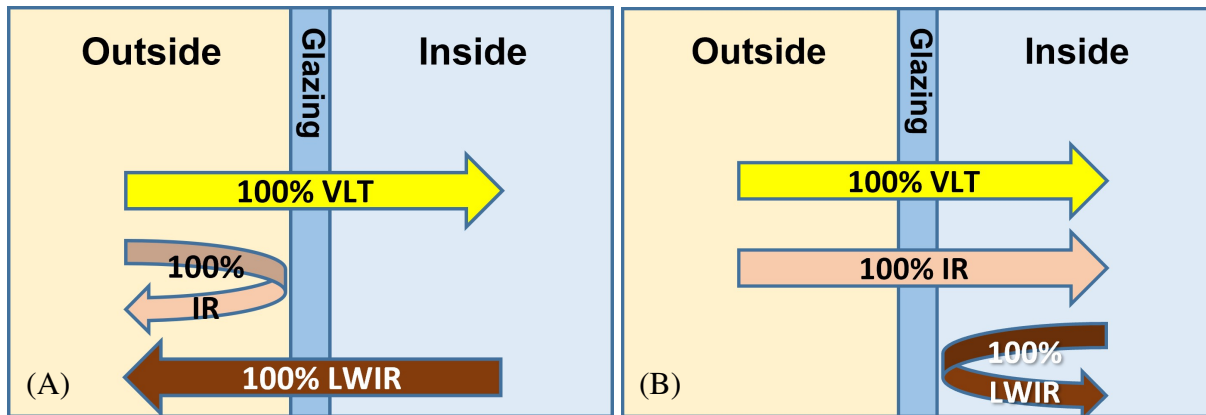 Outside
Glazing
Inside
100% VLT
100%
IR
100% LWIR
(A)
Outside
Glazing
Inside
100% VLT
100% IR
100%
LWIR
(B)